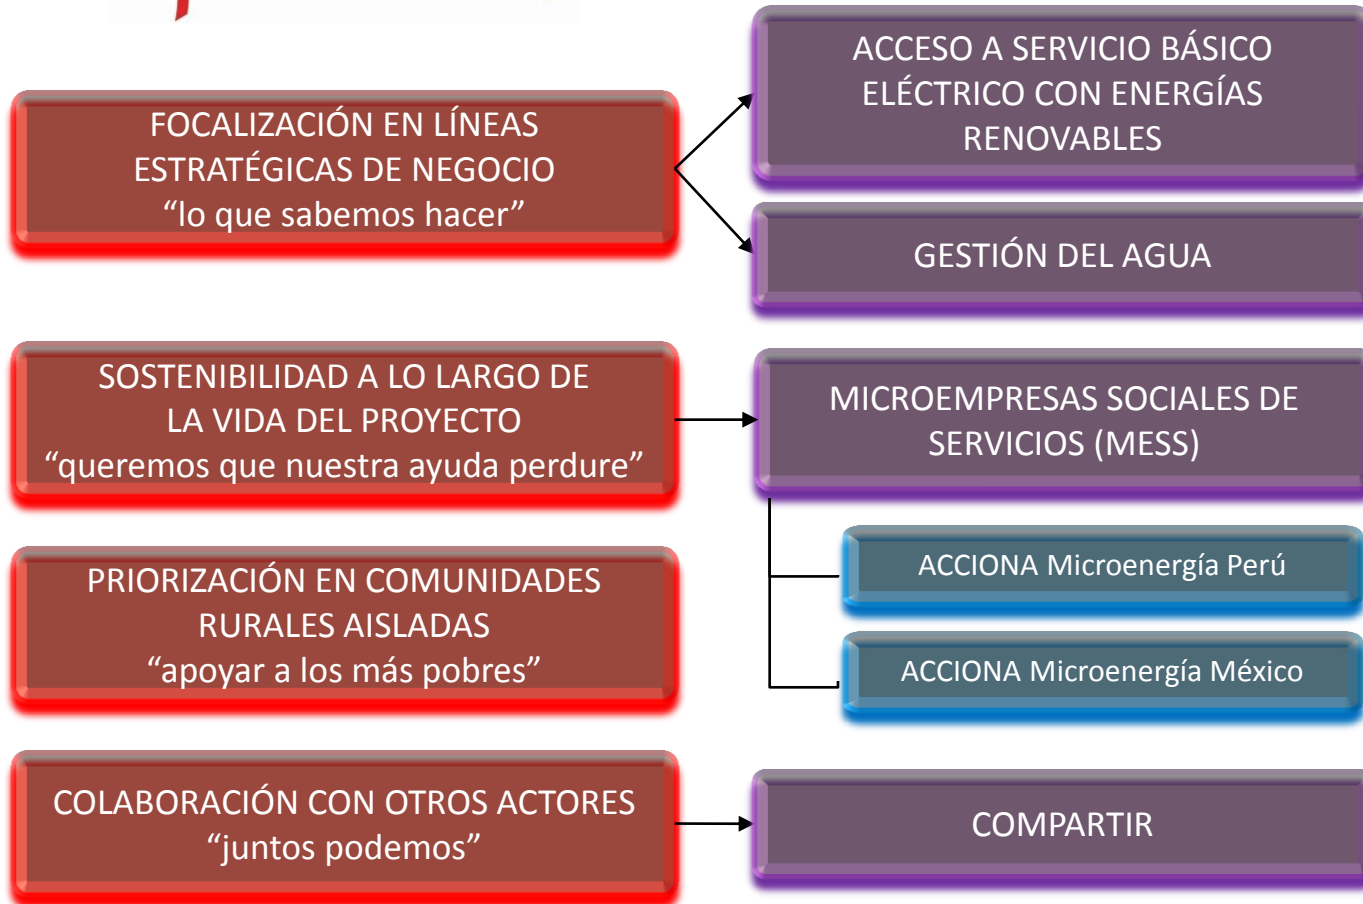 FOCALIZACIÓN EN LÍNEAS
ESTRATÉGICAS DE NEGOCIO
“lo que sabemos hacer”
ACCESO A SERVICIO BÁSICO
ELÉCTRICO CON ENERGÍAS
RENOVABLES
GESTIÓN DEL AGUA
SOSTENIBILIDAD A LO LARGO DE
LA VIDA DEL PROYECTO
“queremos que nuestra ayuda perdure”
MICROEMPRESAS SOCIALES DE
SERVICIOS (MESS)
ACCIONA Microenergía Perú
ACCIONA Microenergía México
PRIORIZACIÓN EN COMUNIDADES
RURALES AISLADAS
“apoyar a los más pobres”
COLABORACIÓN CON OTROS ACTORES
“juntos podemos”
COMPARTIR